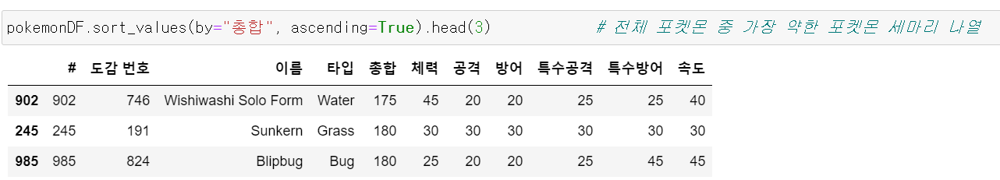 pokemonDF.sort_values(by="총합", ascending=True).head(3) # 전체 포켓몬 중 가장 약한 포켓몬 세마리 나열
# 도감 번호 이름 타입 총합 체력 공격 방어 특수공격 특수방어 속도
902 902 746 Wishiwashi Solo Form Water 175 45 20 20 25 25 40
245 245 191 Sunkern Grass 180 30 30 30 30 30 30
985 985 824 Blipbug Bug 180 25 20 20 25 45 45